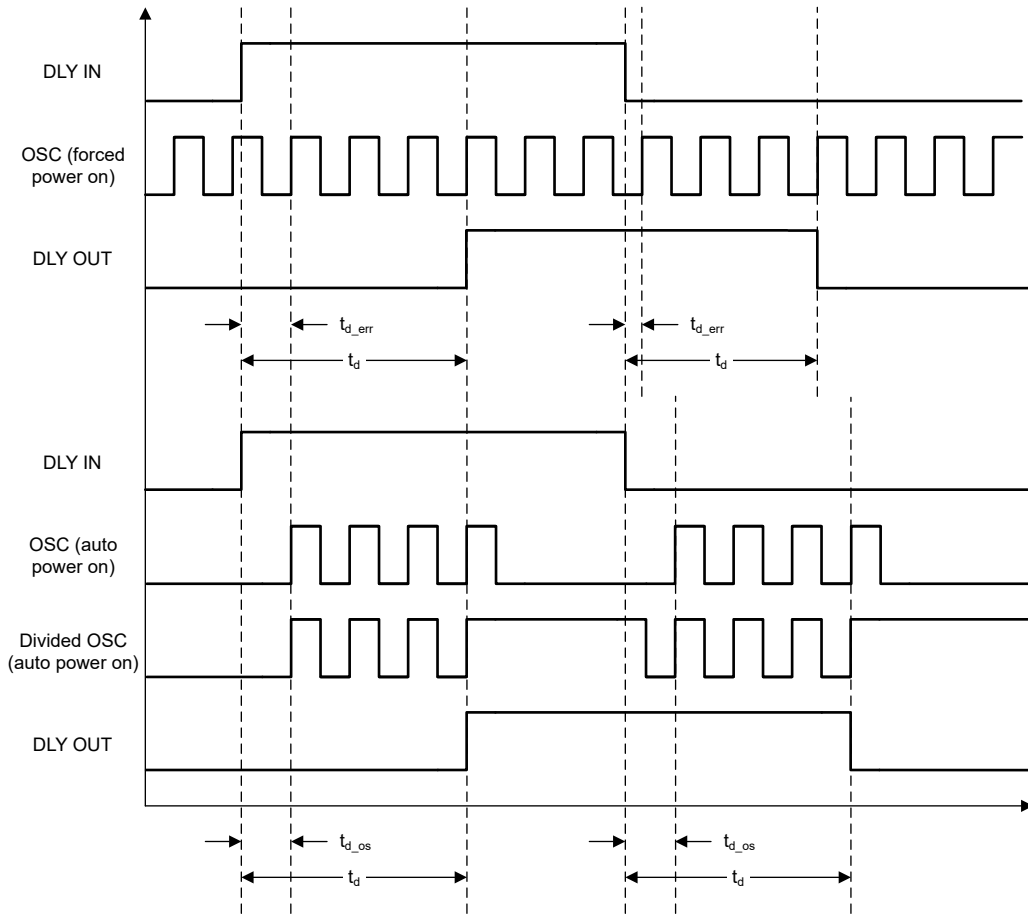 DLY IN
OSC (forced
power on)
DLY OUT
t_d_err
t_d_err
t_d
t_d
DLY IN
OSC (auto
power on)
Divided OSC
(auto power on)
DLY OUT
t_d_os
t_d_os
t_d
t_d